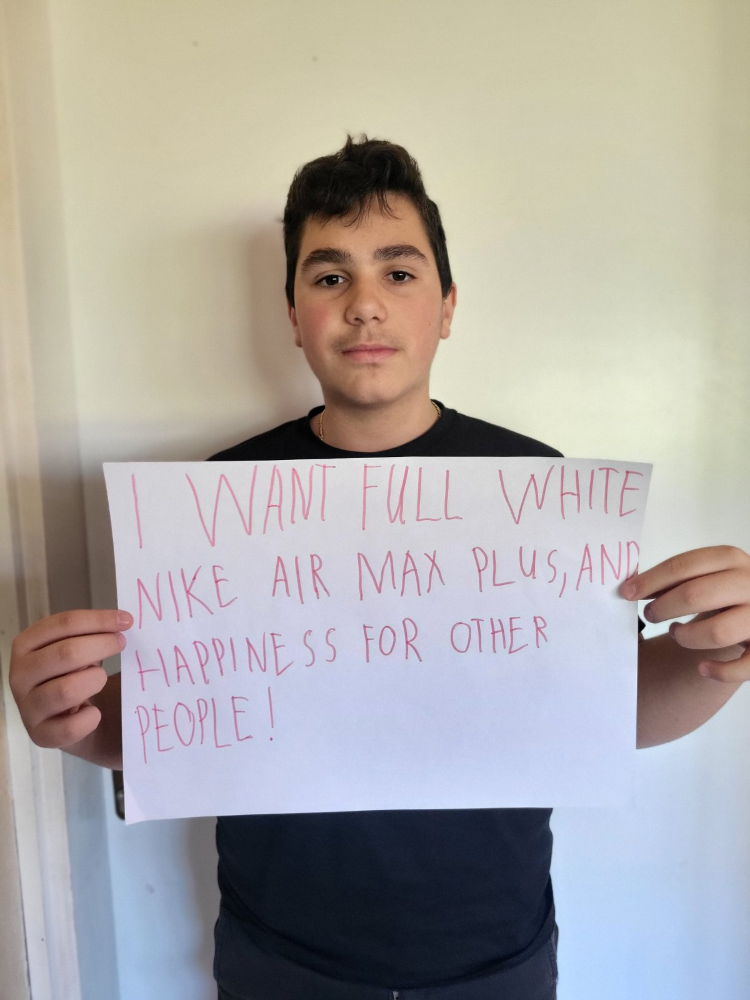 I WANT FULL WHITE
NIKE AIR MAX PLUS, AND
HAPPINESS FOR OTHER
PEOPLE!